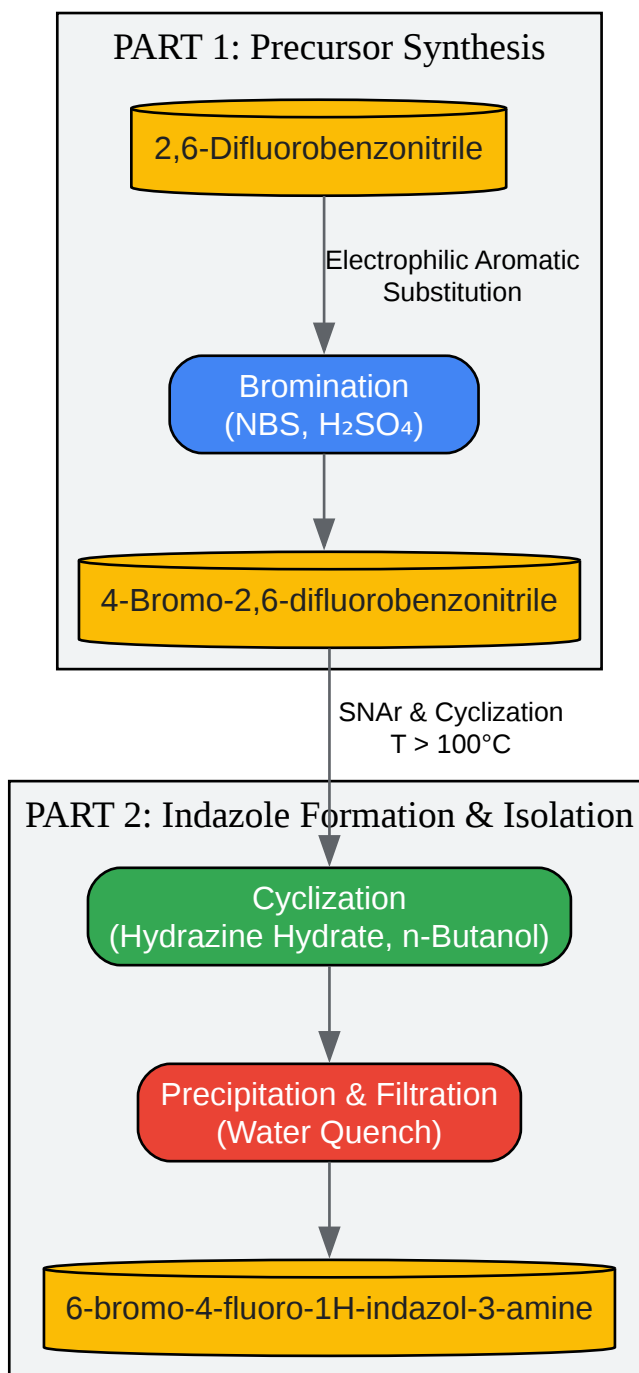 PART 1: Precursor Synthesis
2,6-Difluorobenzonitrile
Electrophilic Aromatic
Substitution
Bromination
(NBS, H₂SO₄)
4-Bromo-2,6-difluorobenzonitrile
SNAr & Cyclization
T > 100°C
PART 2: Indazole Formation & Isolation
Cyclization
(Hydrazine Hydrate, n-Butanol)
Precipitation & Filtration
(Water Quench)
6-bromo-4-fluoro-1H-indazol-3-amine